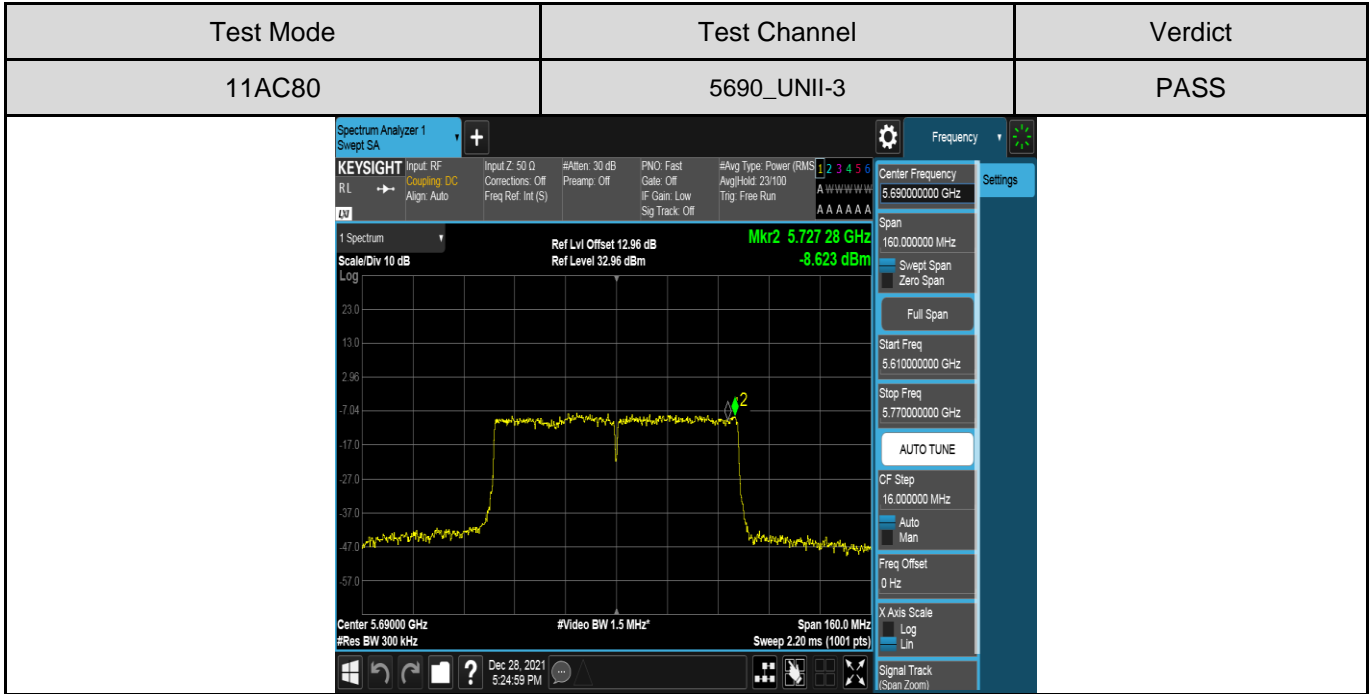 Test Mode Test Channel Verdict
11AC80 5690_UNII-3 PASS
Spectrum Analyzer 1
Swept SA
+
Frequency
KEYSIGHT
RL
LXI
Input: RF
Coupling: DC
Align: Auto
Input Z: 50 Ω
Corrections: Off
Freq Ref: Int (S)
#Atten: 30 dB
Preamp: Off
PNO: Fast
Gate: Off
IF Gain: Low
Sig Track: Off
#Avg Type: Power (RMS
Avg|Hold: 23/100
Trig: Free Run
1 2 3 4 5 6
A W W W W W
A A A A A A
1 Spectrum
Scale/Div 10 dB
Log
Ref Lvl Offset 12.96 dB
Ref Level 32.96 dBm
Mkr2 5.727 28 GHz
-8.623 dBm
23.0
13.0
2.96
-7.04
-17.0
-27.0
-37.0
-47.0
-57.0
2
Center 5.69000 GHz
#Res BW 300 kHz
#Video BW 1.5 MHz*
Span 160.0 MHz
Sweep 2.20 ms (1001 pts)
?
Dec 28, 2021
5:24:59 PM
Center Frequency
5.690000000 GHz
Settings
Span
160.000000 MHz
Swept Span
Zero Span
Full Span
Start Freq
5.610000000 GHz
Stop Freq
5.770000000 GHz
AUTO TUNE
CF Step
16.000000 MHz
Auto
Man
Freq Offset
0 Hz
X Axis Scale
Log
Lin
Signal Track
(Span Zoom)